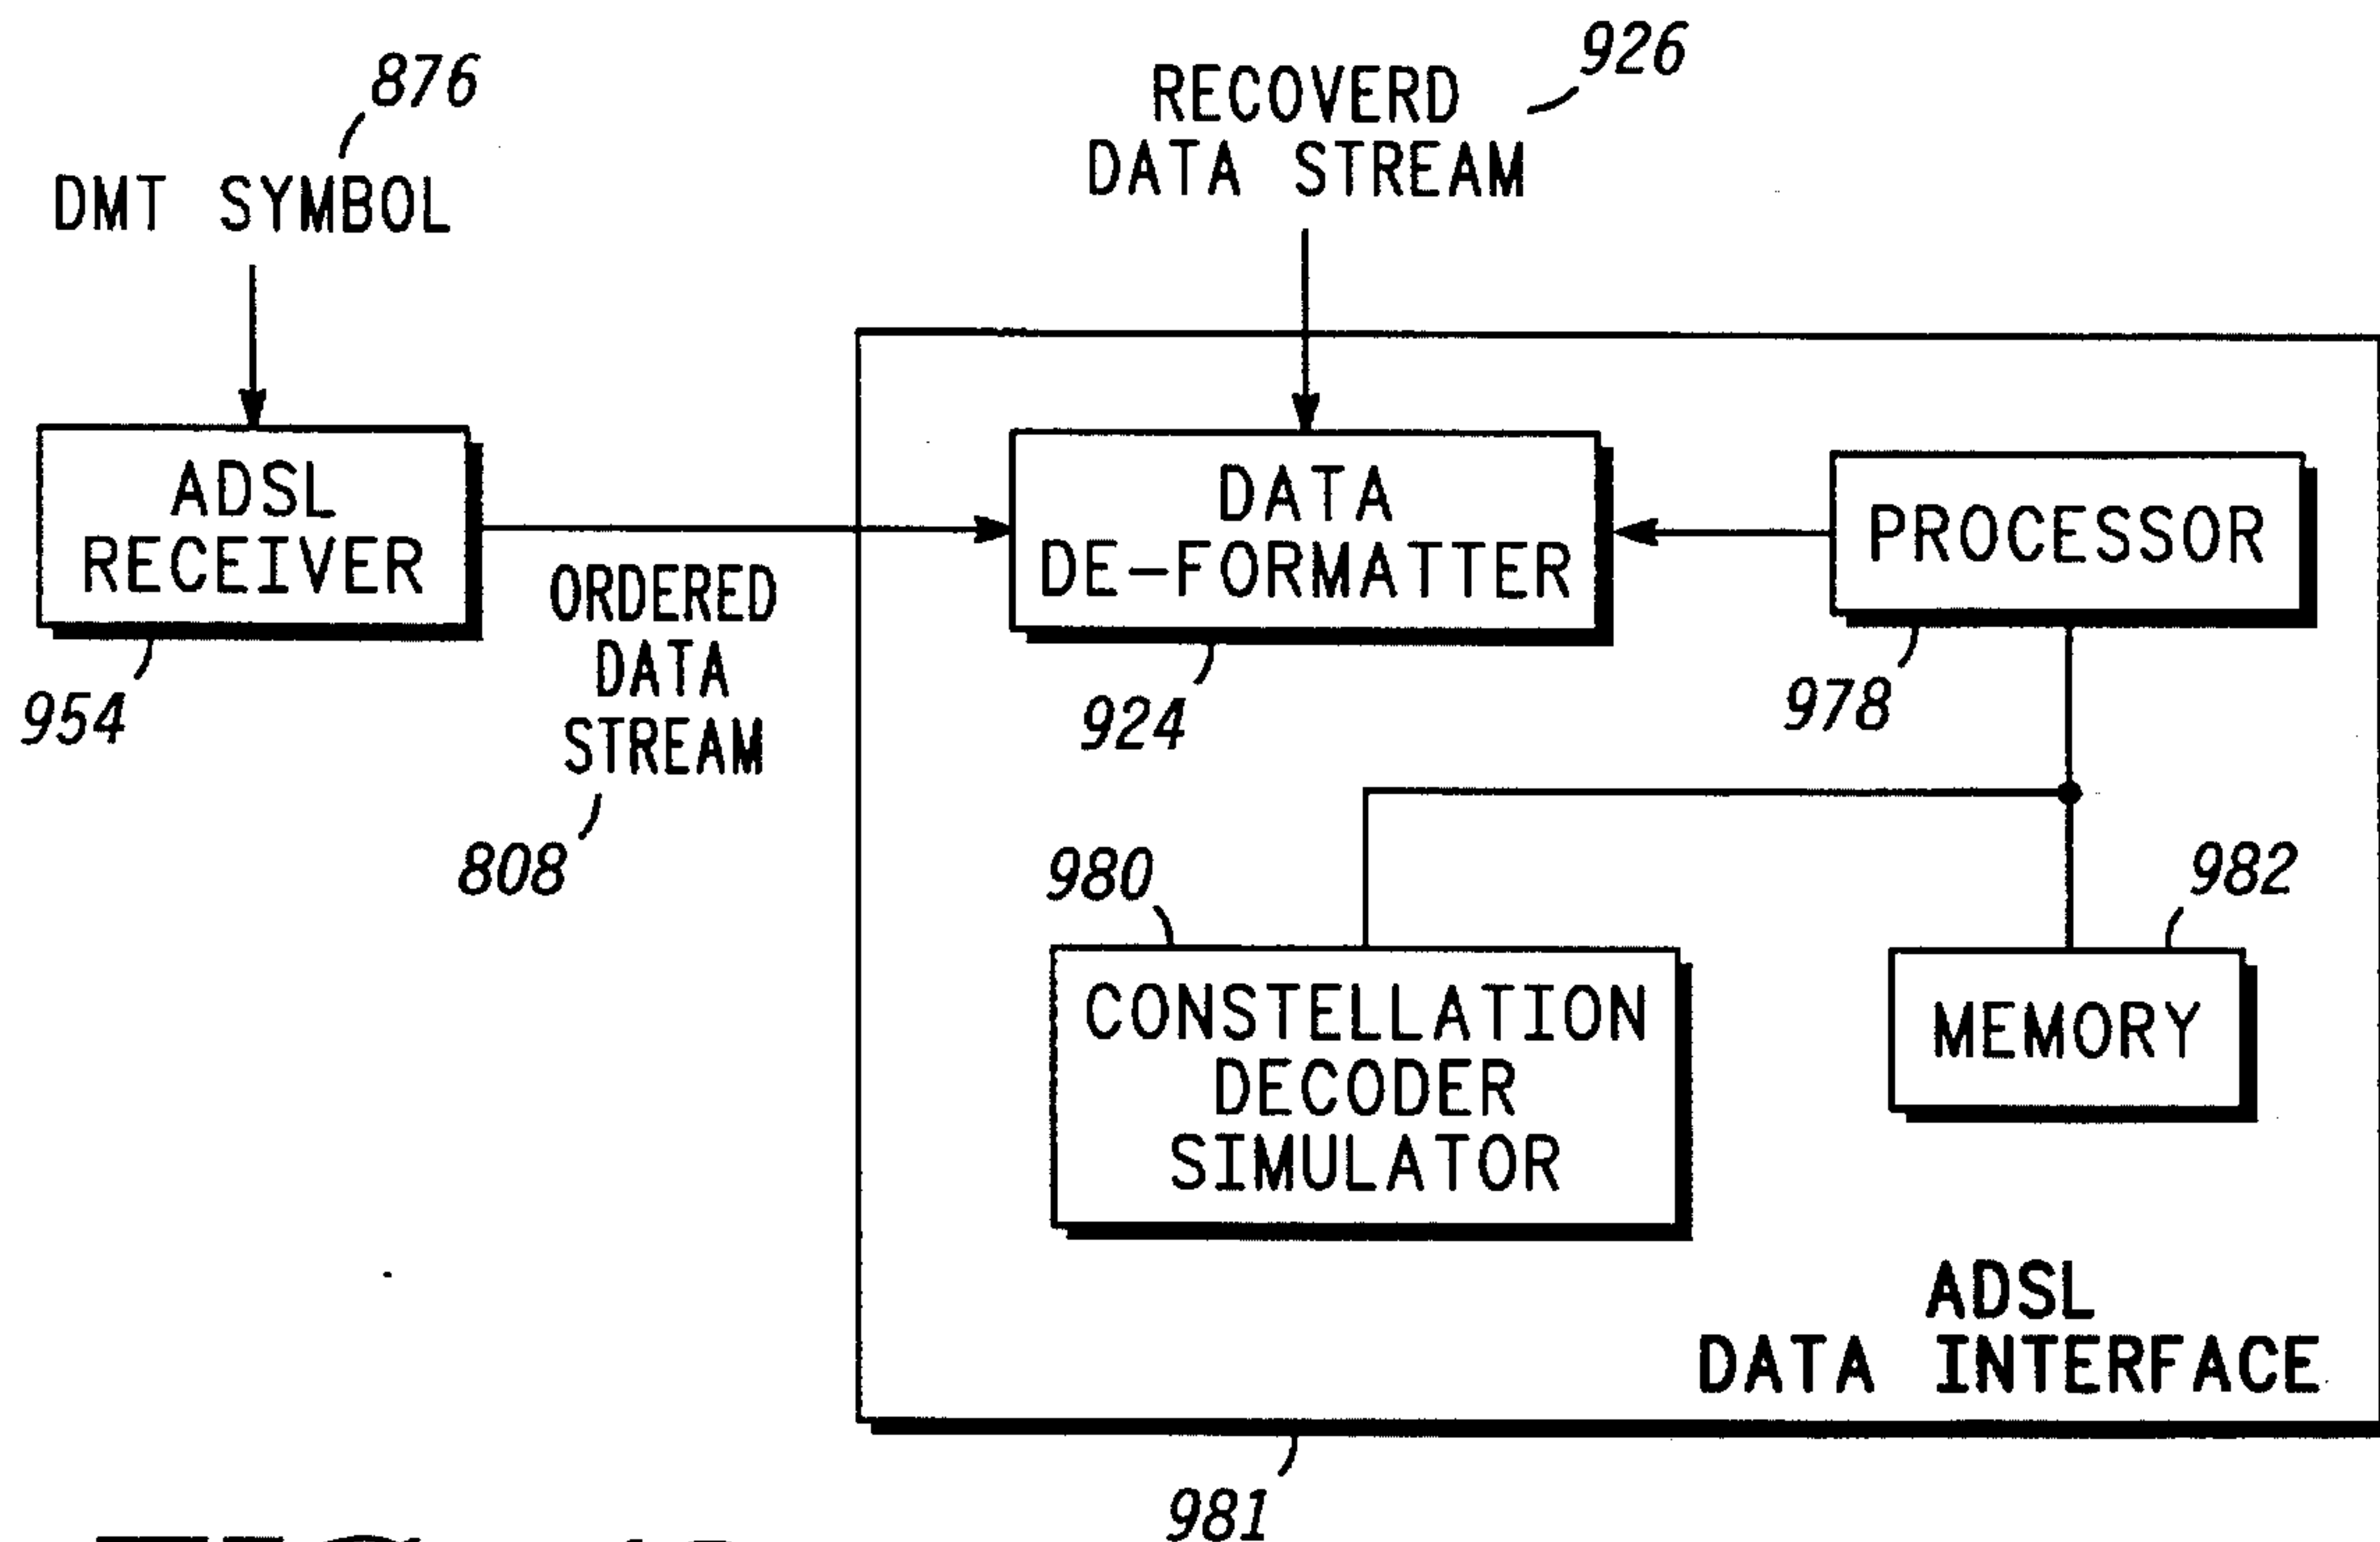 876
DMT SYMBOL
926
RECOVERD
DATA STREAM
ADSL
RECEIVER
954
ORDERED
DATA
STREAM
808
DATA
DE-FORMATTER
924
PROCESSOR
978
980
CONSTELLATION
DECODER
SIMULATOR
982
MEMORY
ADSL
DATA INTERFACE
981